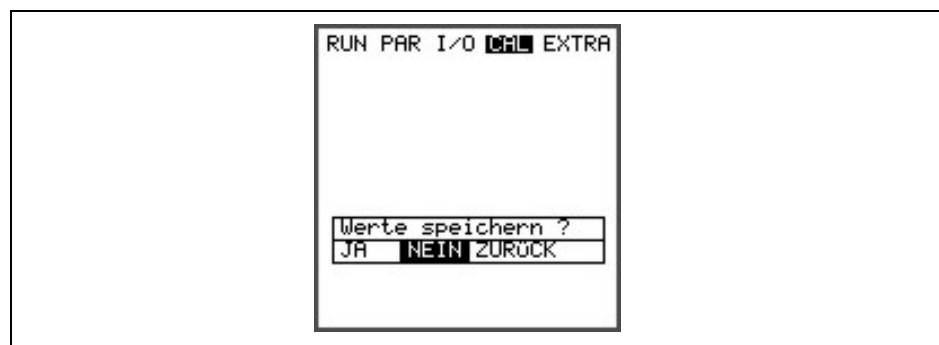 RUN PAR I/O CAL EXTRA
Werte speichern ?
JA NEIN ZURÜCK